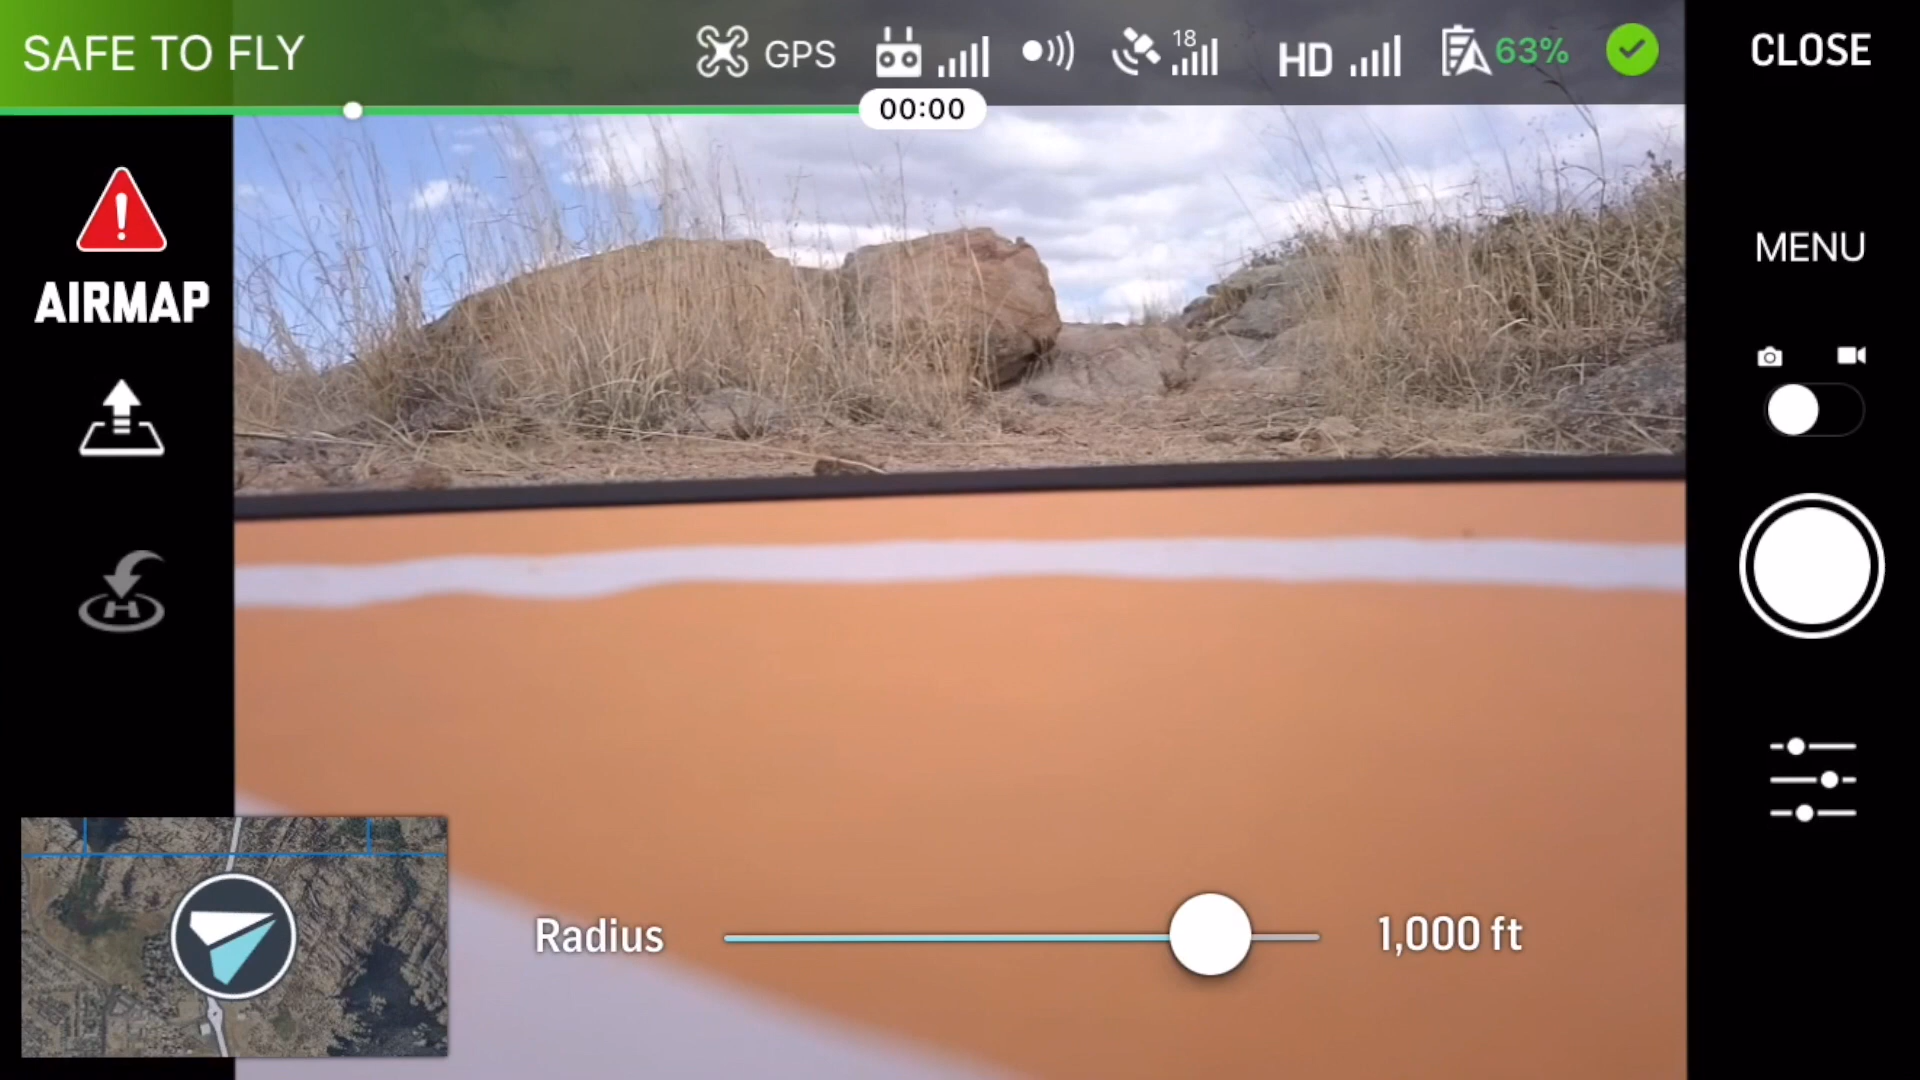 SAFE TO FLY
GPS
18
HD
63%
CLOSE
00:00
MENU
AIRMAP
H
Radius
1,000 ft